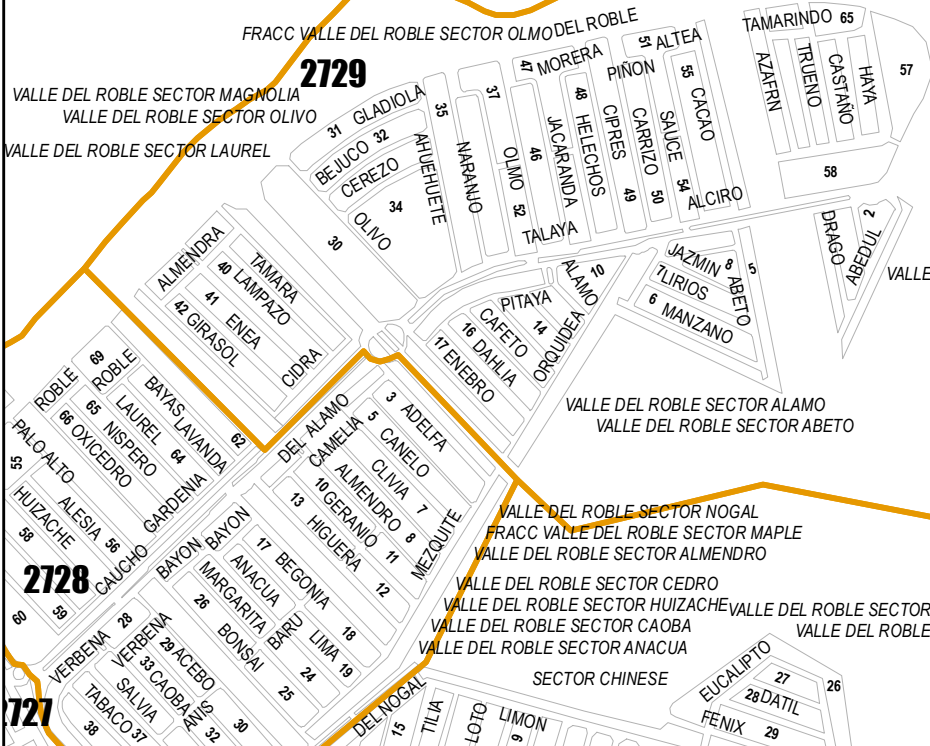 FRACC VALLE DEL ROBLE SECTOR OLMO
DEL ROBLE
TAMARINDO 65
51 ALTEA
47 MORERA
PIÑON
55
57
2729
AZAFRN
TRUENO
CASTAÑO
HAYA
VALLE DEL ROBLE SECTOR MAGNOLIA
VALLE DEL ROBLE SECTOR OLIVO
VALLE DEL ROBLE SECTOR LAUREL
31 GLADIOLA
35
37
48
CACAO
BEJUCO 32
CEREZO
34
AHUEHUETE
NARANJO
OLMO
46
JACARANDA
HELECHOS
CIPRES
CARRIZO
SAUCE
52
49
50
54
58
ALCIRO
OLIVO
30
TALAYA
DRAGO
ABEDUL
2
VALLE
ALMENDRA
TAMARA
40 LAMPAZO
41 ENEA
42 GIRASOL
CIDRA
JAZMIN 8
5
7 LIRIOS
ABETO
6 MANZANO
ALAMO
10
PITAYA
14
CAFETO
16 DAHLIA
17 ENEBRO
ORQUIDEA
VALLE DEL ROBLE SECTOR ALAMO
VALLE DEL ROBLE SECTOR ABETO
69
ROBLE
ROBLE
BAYAS
LAVANDA
62
65
LAUREL
64
66
NISPERO
OXICEDRO
PALO ALTO
55
GARDENIA
ALESIA
56
HUIZACHE
58
59
60
CAUCHO
2728
DEL ALAMO
3 ADELFA
5 CANELO
CAMELIA
CLIVIA
7
ALMENDRO
8
10 GERANIO
11
13 HIGUERA
12
MEZQUITE
VALLE DEL ROBLE SECTOR NOGAL
FRACC VALLE DEL ROBLE SECTOR MAPLE
VALLE DEL ROBLE SECTOR ALMENDRO
VALLE DEL ROBLE SECTOR CEDRO
VALLE DEL ROBLE SECTOR HUIZACHE
VALLE DEL ROBLE SECTOR
VALLE DEL ROBLE SECTOR CAOBA
VALLE DEL ROBLE
VALLE DEL ROBLE SECTOR ANACUA
BAYON
BAYON
17 BEGONIA
18
ANACUA
MARGARITA
BARU
LIMA 19
24
26
BONSAI
25
28
VERBENA
VERBENA
29 ACEBO
30
33 CAOBA
ANIS
32
SALVIA
37
TABACO
38
2727
DEL NOGAL
SECTOR CHINESE
EUCALIPTO
27
26
28 DATIL
FENIX 29
15
TILIA
LOTO
LIMON
9